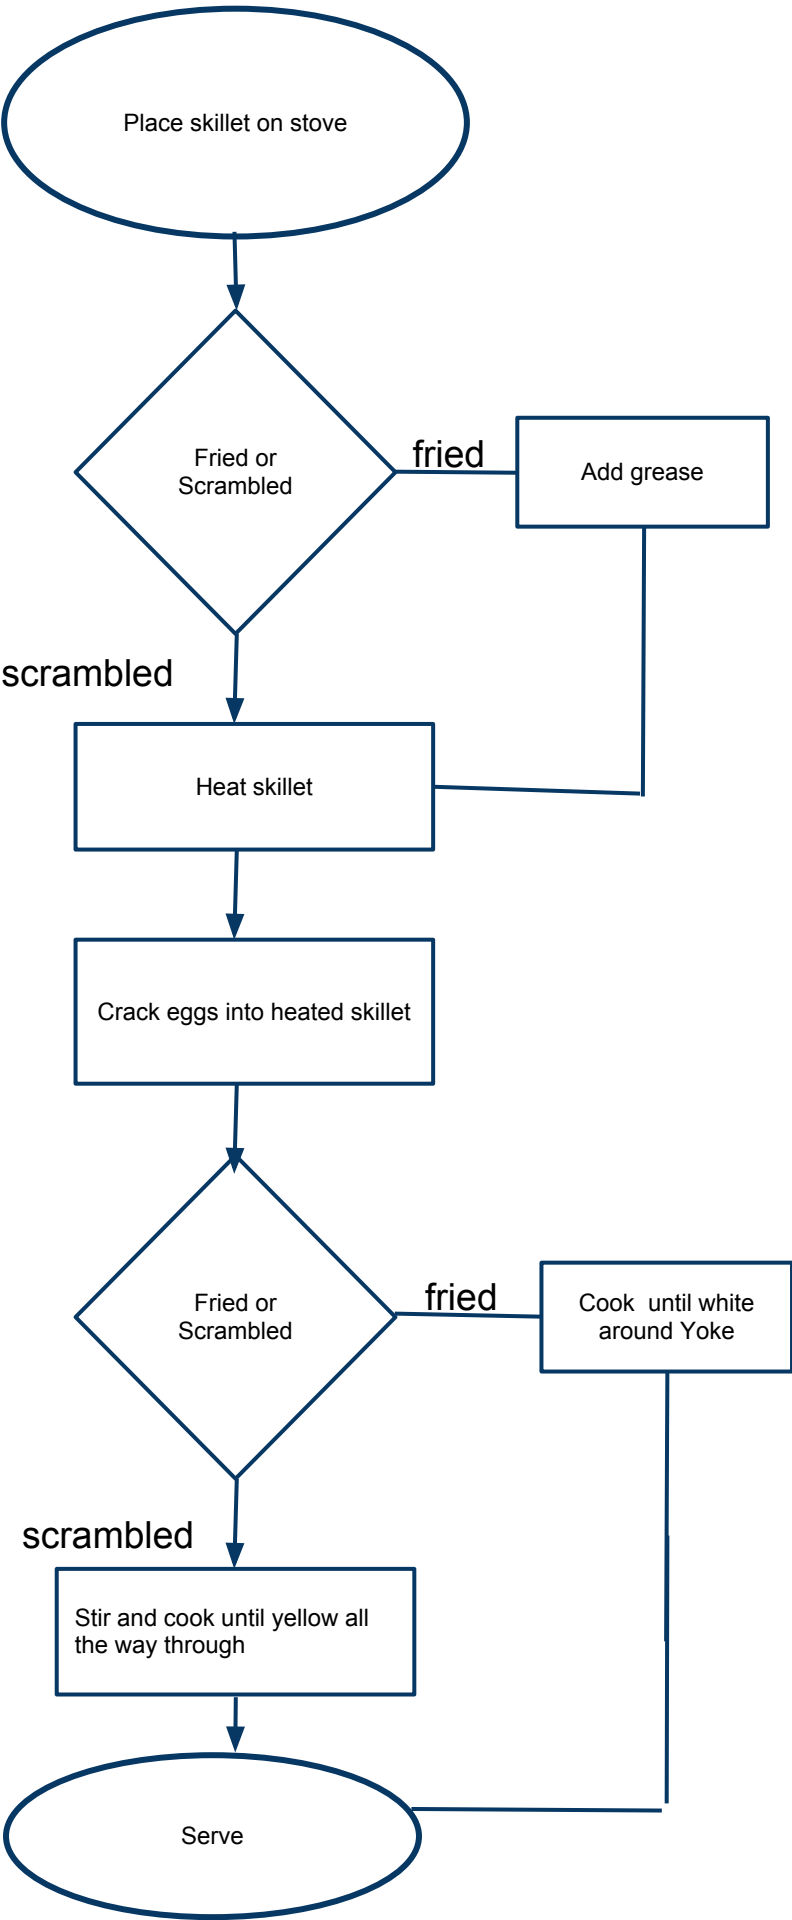 Place skillet on stove
Fried or
Scrambled
fried
Add grease
scrambled
Heat skillet
Crack eggs into heated skillet
Fried or
Scrambled
fried
Cook  until white
around Yoke
scrambled
Stir and cook until yellow all
the way through
Serve